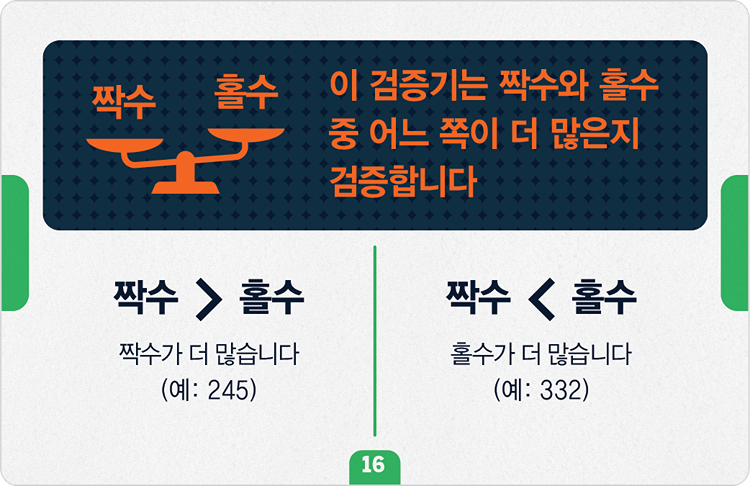 짝수
홀수
이 검증기는 짝수와 홀수
중 어느 쪽이 더 많은지
검증합니다
짝수 > 홀수
짝수가 더 많습니다
(예: 245)
짝수 < 홀수
홀수가 더 많습니다
(예: 332)
16